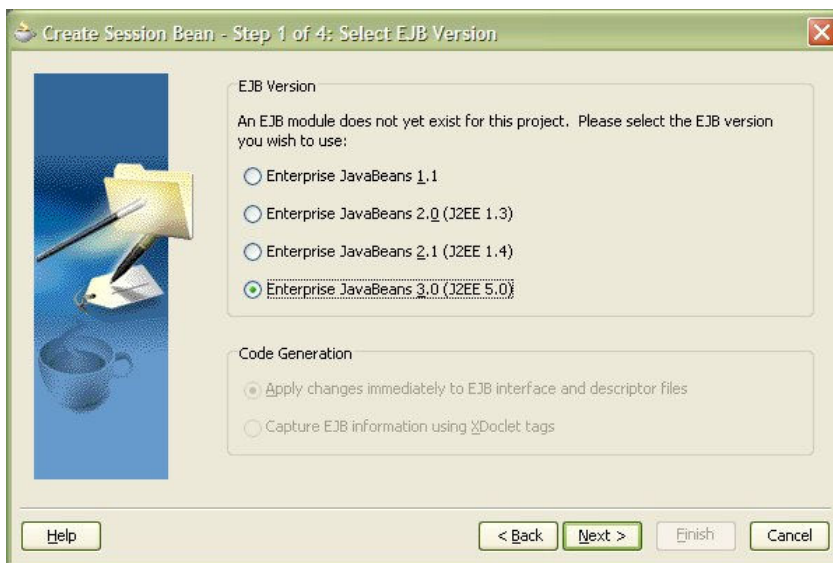 Create Session Bean - Step 1 of 4: Select EJB Version
EJB Version
An EJB module does not yet exist for this project. Please select the EJB version
you wish to use:
Enterprise JavaBeans 1.1
Enterprise JavaBeans 2.0 (J2EE 1.3)
Enterprise JavaBeans 2.1 (J2EE 1.4)
Enterprise JavaBeans 3.0 (J2EE 5.0)
Code Generation
Apply changes immediately to EJB interface and descriptor files
Capture EJB information using XDoclet tags
Help
< Back
Next >
Finish
Cancel